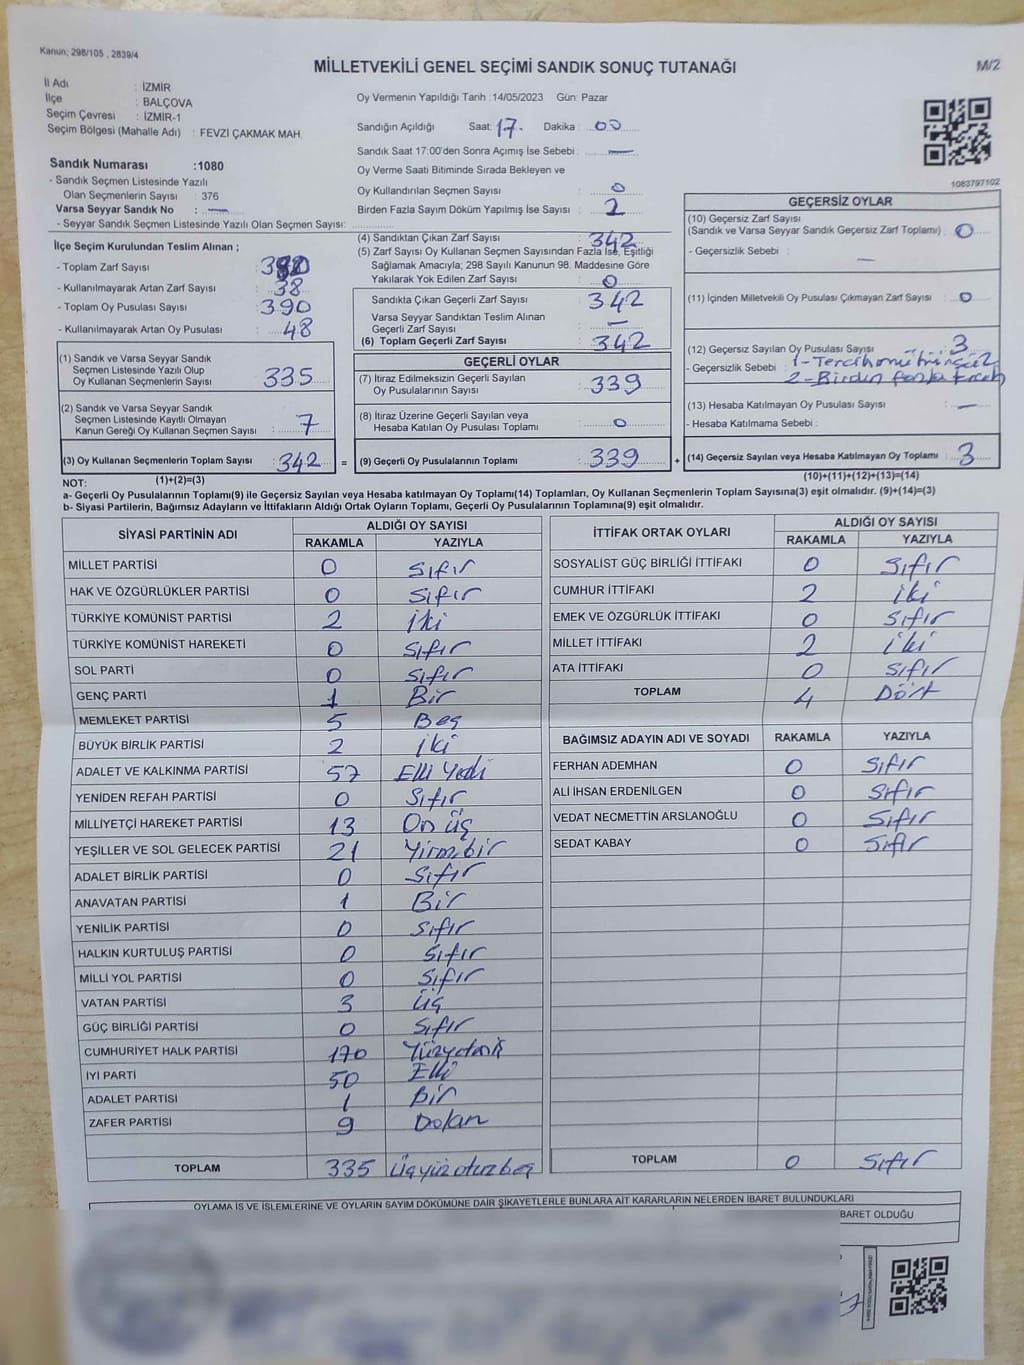 Kanun; 298/105 , 2839/4
MİLLETVEKİLİ GENEL SEÇİMİ SANDIK SONUÇ TUTANAĞI
M/2
İl Adı : İZMİR
İlçe : BALÇOVA
Seçim Çevresi : İZMİR-1
Seçim Bölgesi (Mahalle Adı) : FEVZİ ÇAKMAK MAH.
Sandık Numarası :1080
- Sandık Seçmen Listesinde Yazılı
Olan Seçmenlerin Sayısı : 376
Varsa Seyyar Sandık No : —
- Seyyar Sandık Seçmen Listesinde Yazılı Olan Seçmen Sayısı:
Oy Vermenin Yapıldığı Tarih :14/05/2023 Gün: Pazar
Sandığın Açıldığı Saat: 17. Dakika : 00
Sandık Saat 17:00'den Sonra Açımış İse Sebebi : —
Oy Verme Saati Bitiminde Sırada Bekleyen ve
Oy Kullandırılan Seçmen Sayısı : 0
Birden Fazla Sayım Döküm Yapılmış İse Sayısı : 2
1083797102
İlçe Seçim Kurulundan Teslim Alınan ;
- Toplam Zarf Sayısı :
- Kullanılmayarak Artan Zarf Sayısı : 38
- Toplam Oy Pusulası Sayısı : 390
- Kullanılmayarak Artan Oy Pusulası : 48
(1) Sandık ve Varsa Seyyar Sandık
Seçmen Listesinde Yazılı Olup
Oy Kullanan Seçmenlerin Sayısı : 335
(2) Sandık ve Varsa Seyyar Sandık
Seçmen Listesinde Kayıtlı Olmayan
Kanun Gereği Oy Kullanan Seçmen Sayısı : 7
(3) Oy Kullanan Seçmenlerin Toplam Sayısı : 342 =
(4) Sandıktan Çıkan Zarf Sayısı : 342
(5) Zarf Sayısı Oy Kullanan Seçmen Sayısından Fazla İse, Eşitliği
Sağlamak Amacıyla; 298 Sayılı Kanunun 98. Maddesine Göre
Yakılarak Yok Edilen Zarf Sayısı : 0
Sandıkta Çıkan Geçerli Zarf Sayısı : 342
Varsa Seyyar Sandıktan Teslim Alınan
Geçerli Zarf Sayısı : —
(6) Toplam Geçerli Zarf Sayısı : 342
GEÇERLİ OYLAR
(7) İtiraz Edilmeksizin Geçerli Sayılan
Oy Pusulalarının Sayısı : 339
(8) İtiraz Üzerine Geçerli Sayılan veya
Hesaba Katılan Oy Pusulası Toplamı : 0
(9) Geçerli Oy Pusulalarının Toplamı : 339 +
GEÇERSİZ OYLAR
(10) Geçersiz Zarf Sayısı
(Sandık ve Varsa Seyyar Sandık Geçersiz Zarf Toplamı) : 0
- Geçersizlik Sebebi : —
(11) İçinden Milletvekili Oy Pusulası Çıkmayan Zarf Sayısı : 0
(12) Geçersiz Sayılan Oy Pusulası Sayısı : 3
- Geçersizlik Sebebi : 1-
2-Birden fazla
(13) Hesaba Katılmayan Oy Pusulası Sayısı : —
- Hesaba Katılmama Sebebi :
(14) Geçersiz Sayılan veya Hesaba Katılmayan Oy Toplamı : 3
NOT: (1)+(2)=(3) (10)+(11)+(12)+(13)=(14)
a- Geçerli Oy Pusulalarının Toplamı(9) ile Geçersiz Sayılan veya Hesaba katılmayan Oy Toplamı(14) Toplamları, Oy Kullanan Seçmenlerin Toplam Sayısına(3) eşit olmalıdır. (9)+(14)=(3)
b- Siyasi Partilerin, Bağımsız Adayların ve İttifakların Aldığı Ortak Oyların Toplamı, Geçerli Oy Pusulalarının Toplamına(9) eşit olmalıdır.
SİYASİ PARTİNİN ADI ALDIĞI OY SAYISI
RAKAMLA YAZIYLA
MİLLET PARTİSİ 0 Sıfır
HAK VE ÖZGÜRLÜKLER PARTİSİ 0 Sıfır
TÜRKİYE KOMÜNİST PARTİSİ 2 İki
TÜRKİYE KOMÜNİST HAREKETİ 0 Sıfır
SOL PARTİ 0 Sıfır
GENÇ PARTİ 1 Bir
MEMLEKET PARTİSİ 5 Beş
BÜYÜK BİRLİK PARTİSİ 2 İki
ADALET VE KALKINMA PARTİSİ 57 Elli Yedi
YENİDEN REFAH PARTİSİ 0 Sıfır
MİLLİYETÇİ HAREKET PARTİSİ 13 On üç
YEŞİLLER VE SOL GELECEK PARTİSİ 21 Yirmibir
ADALET BİRLİK PARTİSİ 0 Sıfır
ANAVATAN PARTİSİ 1 Bir
YENİLİK PARTİSİ 0 Sıfır
HALKIN KURTULUŞ PARTİSİ 0 Sıfır
MİLLİ YOL PARTİSİ 0 Sıfır
VATAN PARTİSİ 3 Üç
GÜÇ BİRLİĞİ PARTİSİ 0 Sıfır
CUMHURİYET HALK PARTİSİ 170
İYİ PARTİ 50 Elli
ADALET PARTİSİ 1 Bir
ZAFER PARTİSİ 9
TOPLAM 335 Üçyüzotuzbeş
İTTİFAK ORTAK OYLARI ALDIĞI OY SAYISI
RAKAMLA YAZIYLA
SOSYALİST GÜÇ BİRLİĞİ İTTİFAKI 0 Sıfır
CUMHUR İTTİFAKI 2 İki
EMEK VE ÖZGÜRLÜK İTTİFAKI 0 Sıfır
MİLLET İTTİFAKI 2 İki
ATA İTTİFAKI 0 Sıfır
TOPLAM 4 Dört
BAĞIMSIZ ADAYIN ADI VE SOYADI RAKAMLA YAZIYLA
FERHAN ADEMHAN 0 Sıfır
ALİ İHSAN ERDENİLGEN 0 Sıfır
VEDAT NECMETTİN ARSLANOĞLU 0 Sıfır
SEDAT KABAY 0 Sıfır
TOPLAM 0 Sıfır
OYLAMA İŞ VE İŞLEMLERİNE VE OYLARIN SAYIM DÖKÜMÜNE DAİR ŞİKAYETLERLE BUNLARA AİT KARARLARIN NELERDEN İBARET BULUNDUKLARI
BARET OLDUĞU